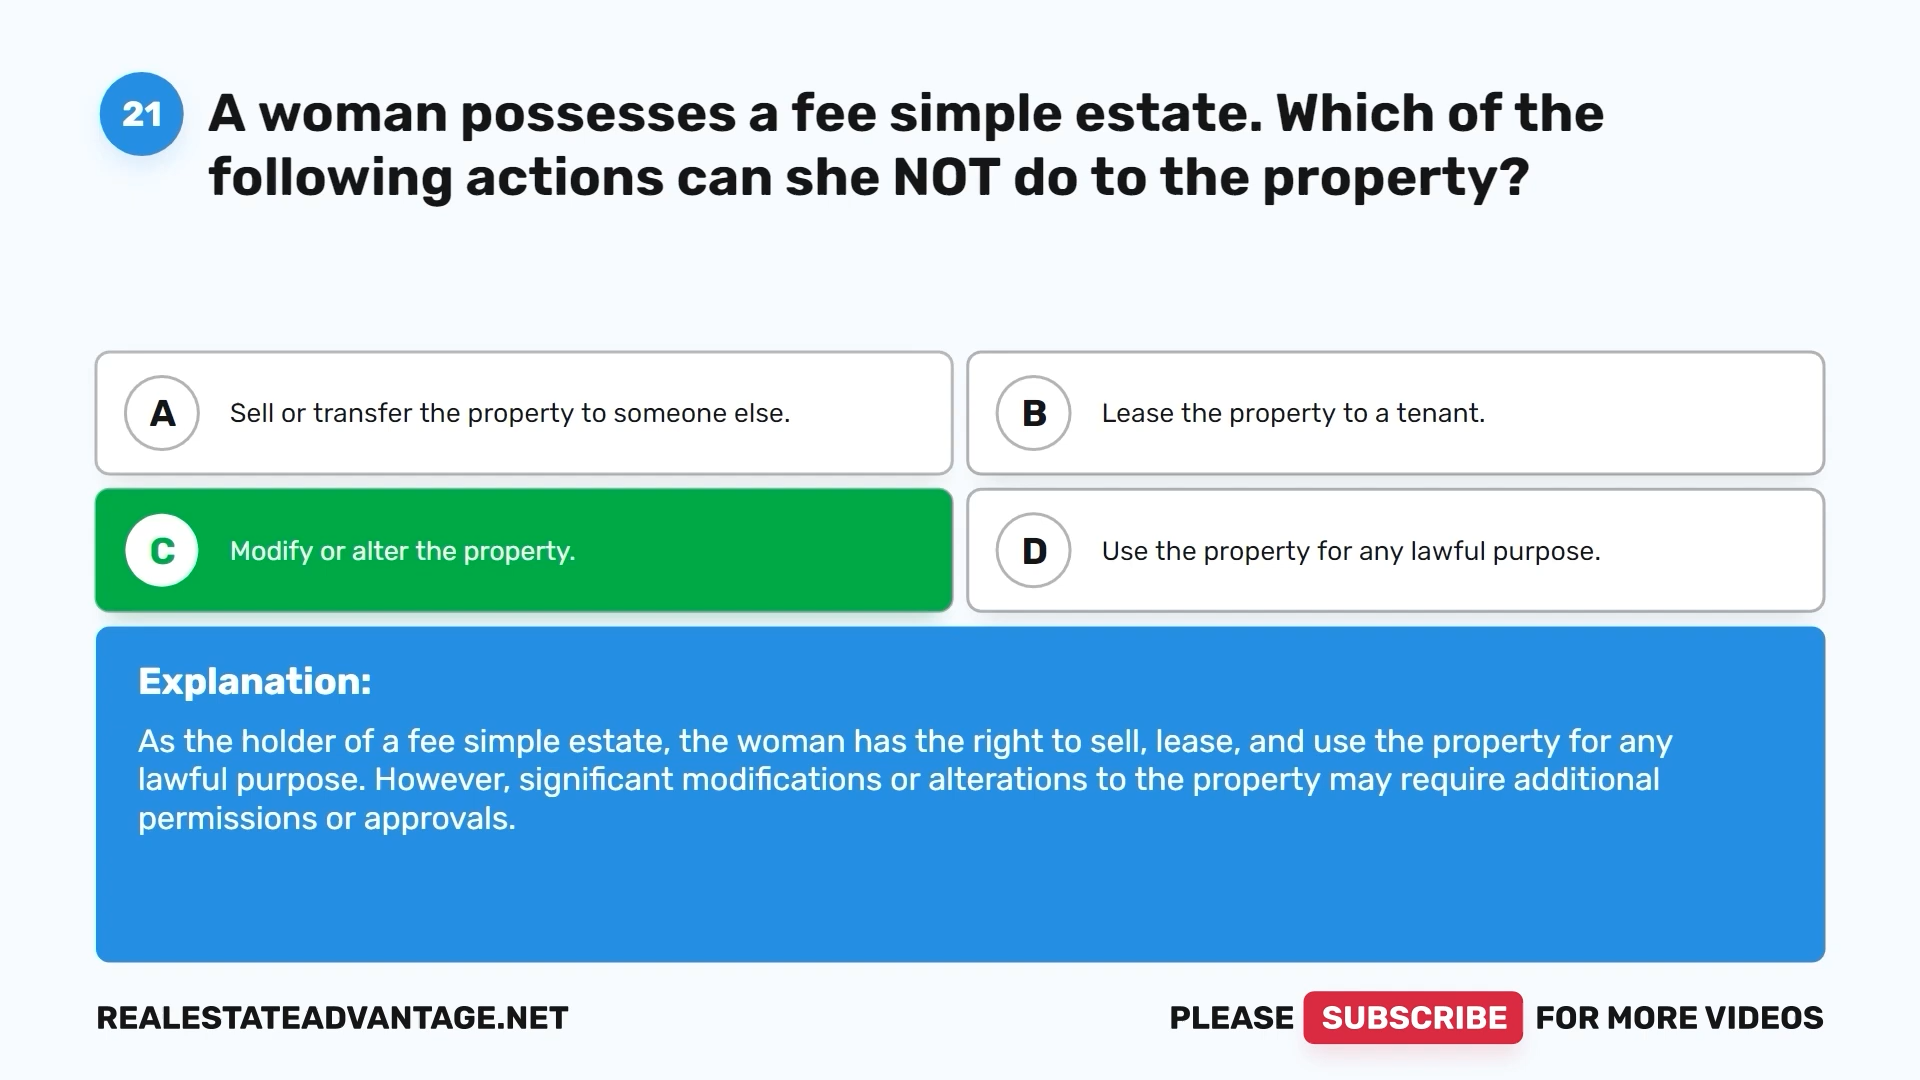 21
A woman possesses a fee simple estate. Which of the
following actions can she NOT do to the property?
A
Sell or transfer the property to someone else.
B
Lease the property to a tenant.
C
Modify or alter the property.
D
Use the property for any lawful purpose.
Explanation:
As the holder of a fee simple estate, the woman has the right to sell, lease, and use the property for any
lawful purpose. However, significant modifications or alterations to the property may require additional
permissions or approvals.
REALESTATEADVANTAGE.NET
PLEASE SUBSCRIBE FOR MORE VIDEOS